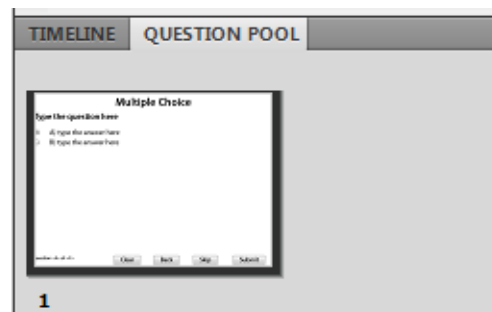 TIMELINE QUESTION POOL
Multiple Choice
Type the question here
A) type the answer here
B) type the answer here
Clear Back Skip Submit
1